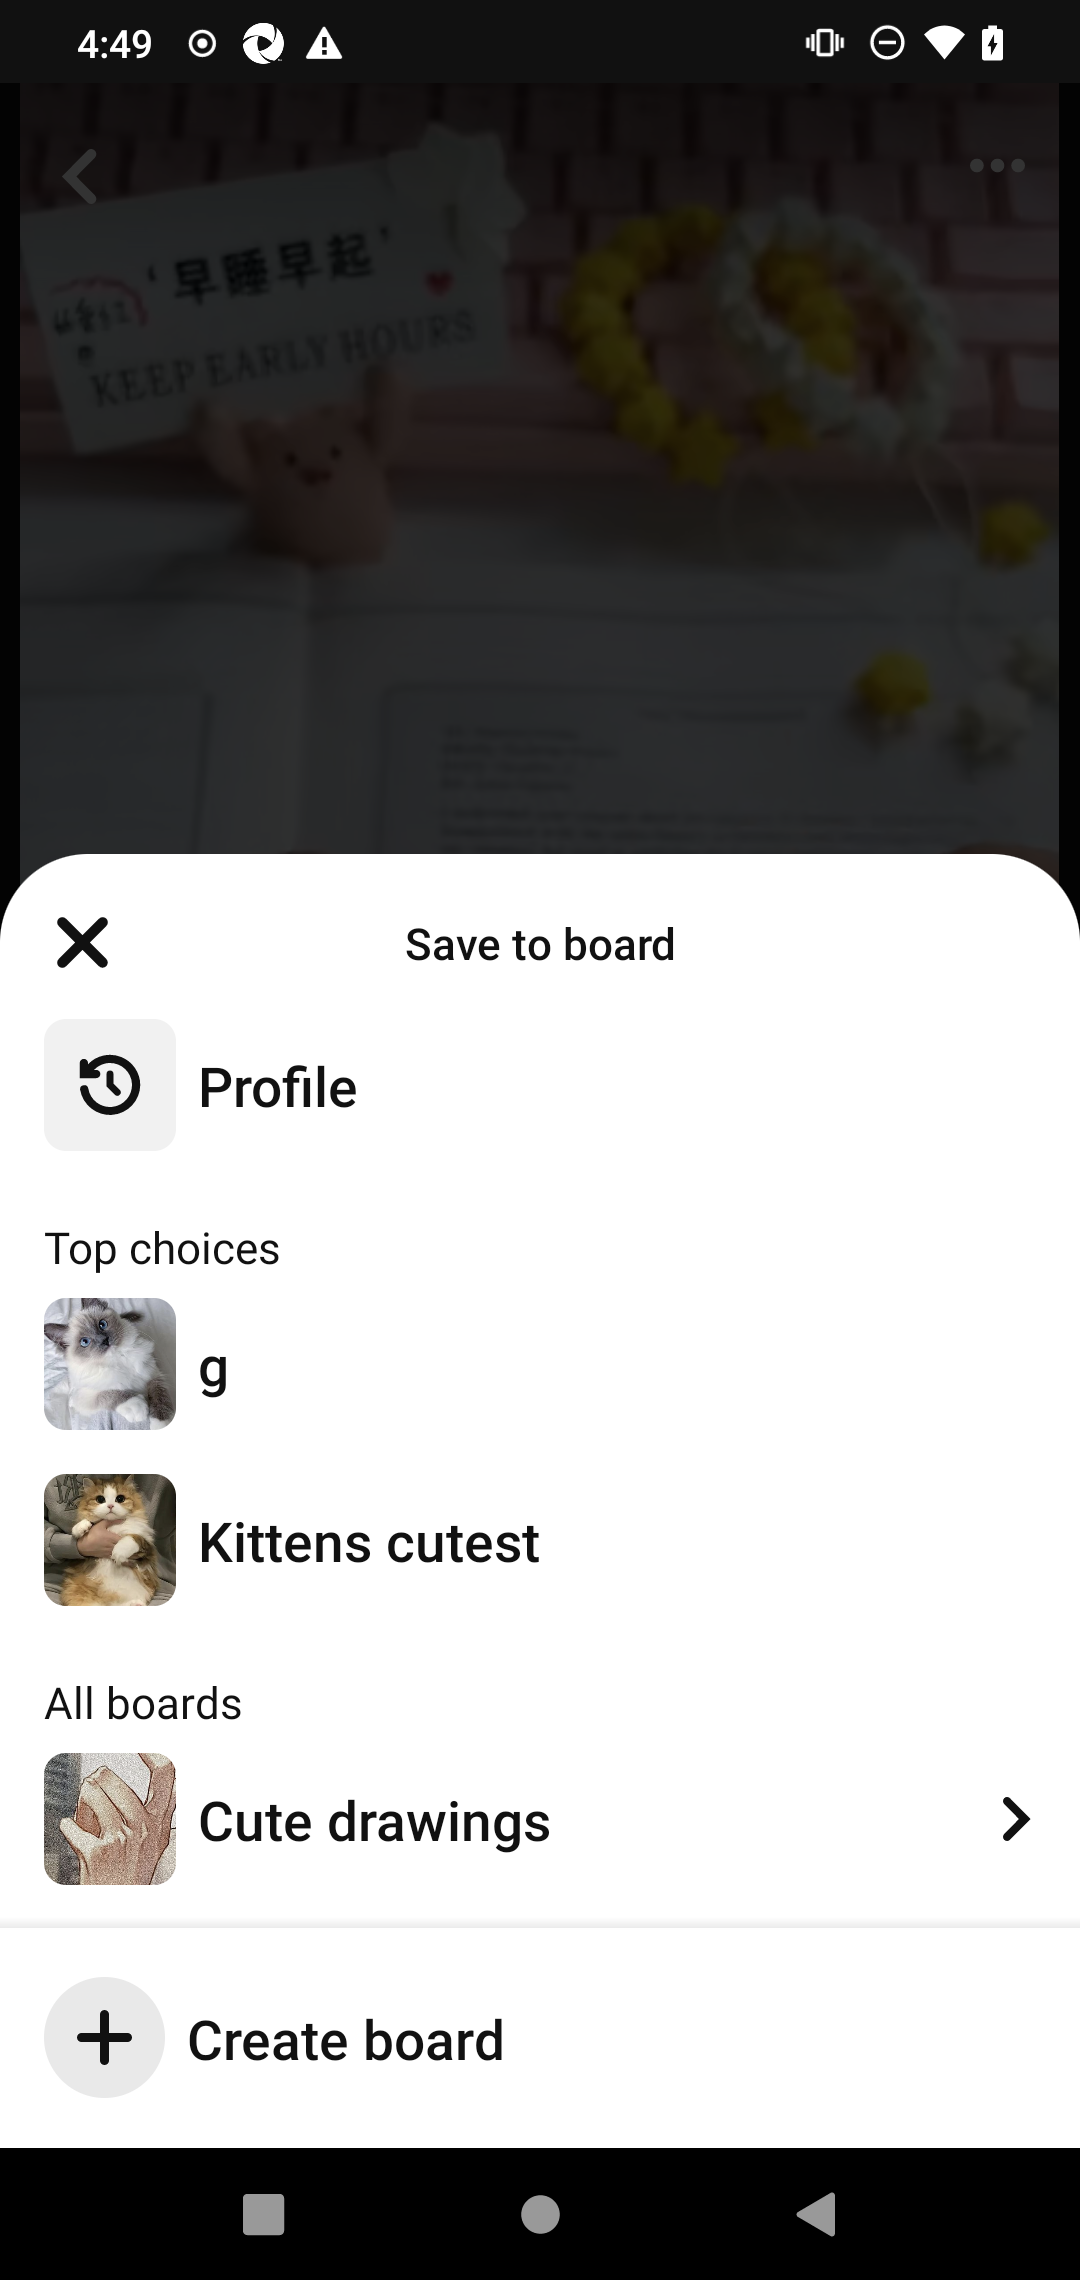 4:49
‘早睡早起’
KEEP EARLY HOURS
Save to board
Profile
Top choices
g
Kittens cutest
All boards
Cute drawings
Create board